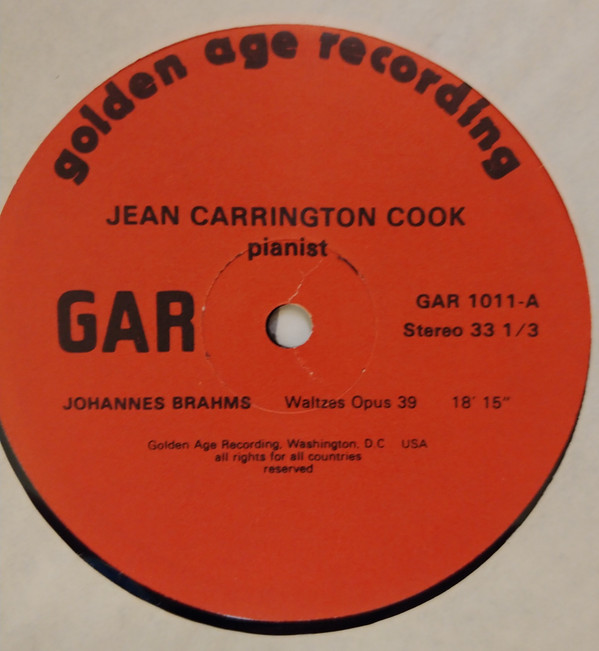 golden age recording
JEAN CARRINGTON COOK
pianist
GAR
GAR 1011-A
Stereo 33 1/3
JOHANNES BRAHMS Waltzes Opus 39 18' 15"
Golden Age Recording, Washington, D.C USA
all rights for all countries
reserved